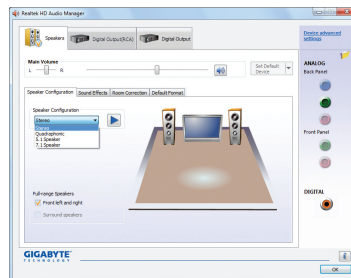 Realtek HD Audio Manager
Speakers
Digital Output(RCA)
Digital Output
Device advanced
settings
Main Volume
L
R
Set Default
Device
ANALOG
Back Panel
Speaker Configuration
Sound Effects
Room Correction
Default Format
Speaker Configuration
Stereo
Stereo
Quadraphonic
5.1 Speaker
7.1 Speaker
Front Panel
Full-range Speakers
Front left and right
Surround speakers
DIGITAL
GIGABYTE
TECHNOLOGY
OK